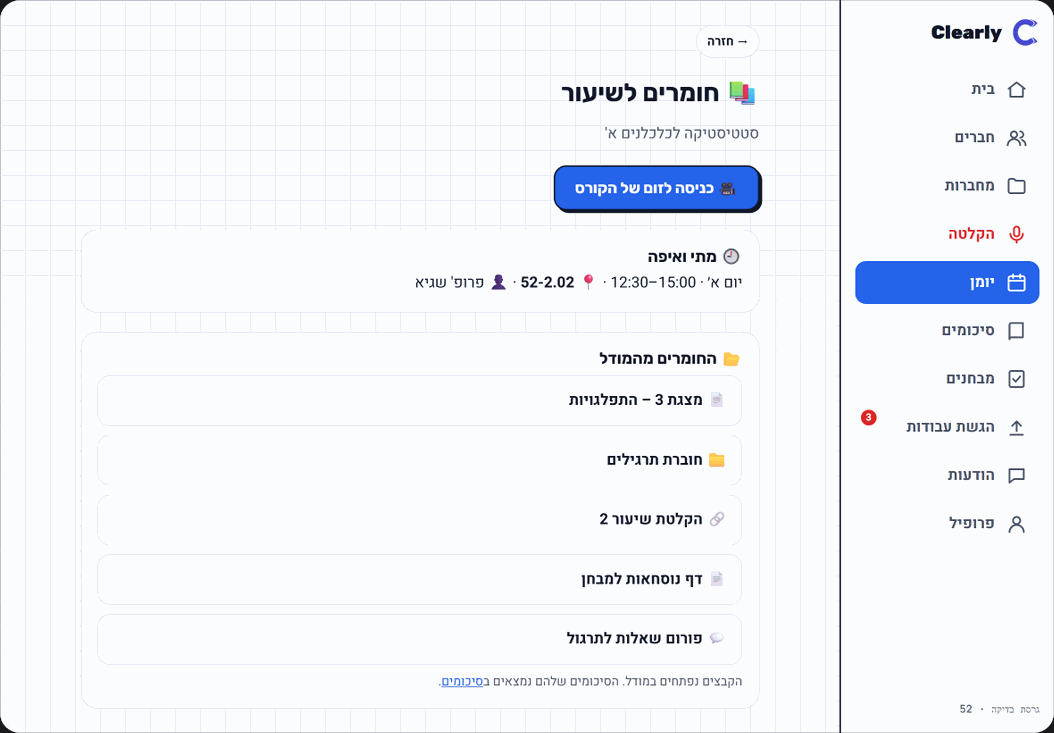 Clearly
בית
חברים
מחברות
הקלטה
יומן
סיכומים
מבחנים
הגשת עבודות
3
הודעות
פרופיל
גרסת בדיקה · 52
→ חזרה
חומרים לשיעור
סטטיסטיקה לכלכלנים א'
כניסה לזום של הקורס
מתי ואיפה
יום א׳ · 12:30–15:00 · 52-2.02 · פרופ' שגיא
החומרים מהמודל
מצגת 3 – התפלגויות
חוברת תרגילים
הקלטת שיעור 2
דף נוסחאות למבחן
פורום שאלות לתרגול
הקבצים נפתחים במודל. הסיכומים שלהם נמצאים בסיכומים.